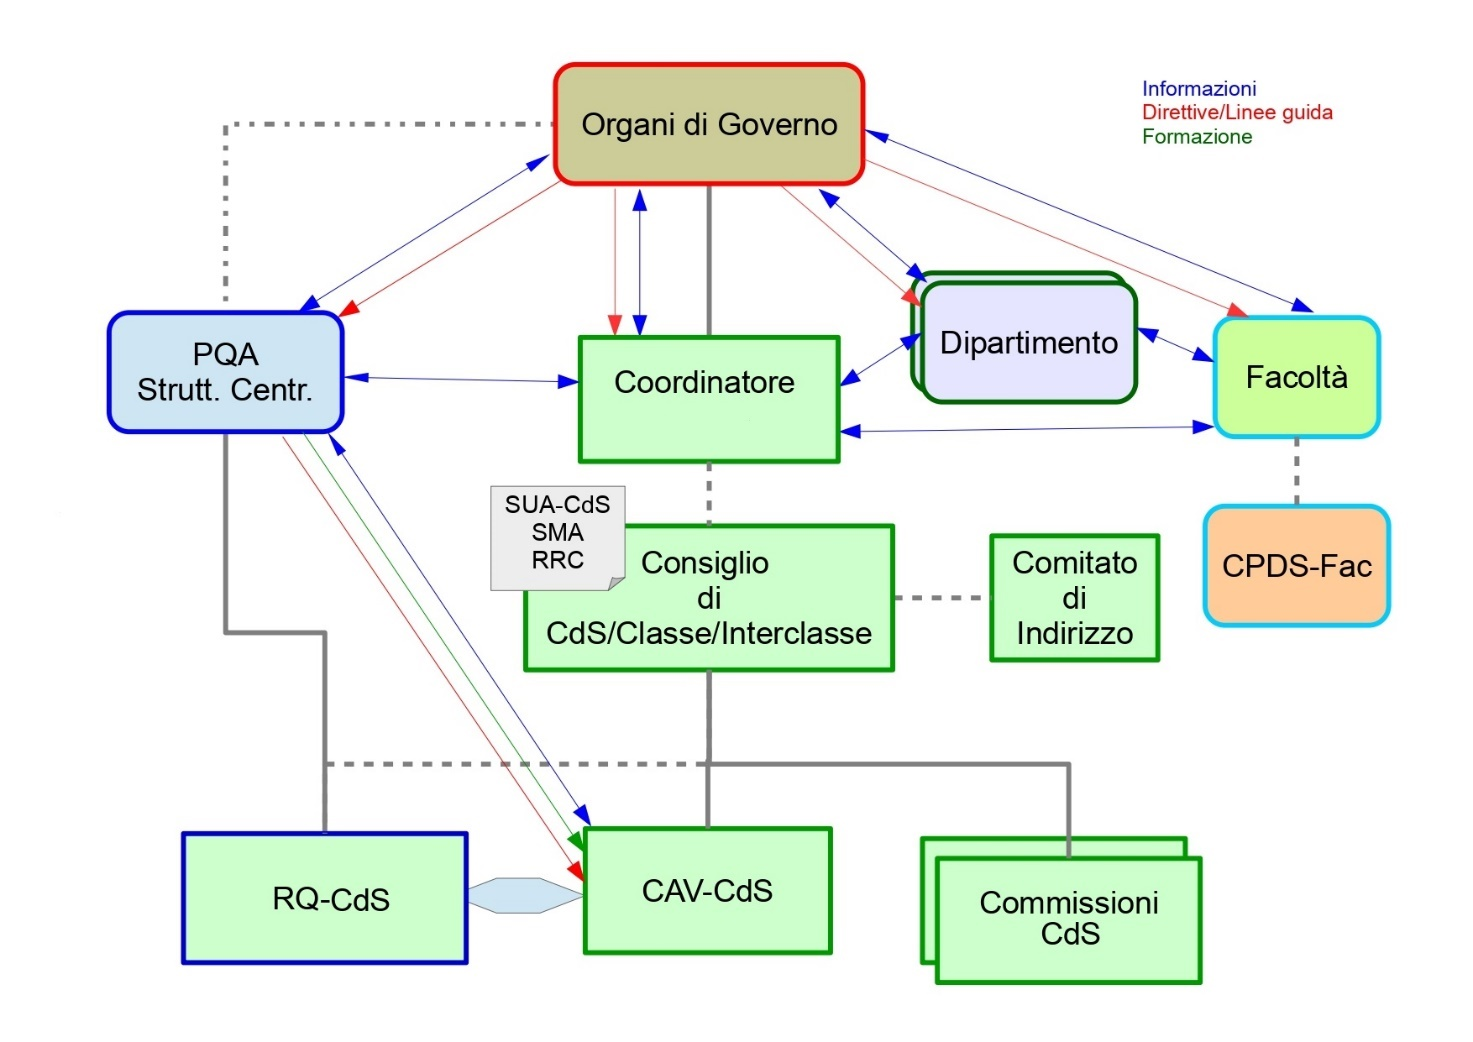 Organi di Governo
Informazioni
Direttive/Linee guida
Formazione
PQA
Strutt. Centr.
Coordinatore
Dipartimento
Facoltà
SUA-CdS
SMA
RRC
Consiglio
di
CdS/Classe/Interclasse
Comitato
di
Indirizzo
CPDS-Fac
RQ-CdS
CAV-CdS
Commissioni
CdS